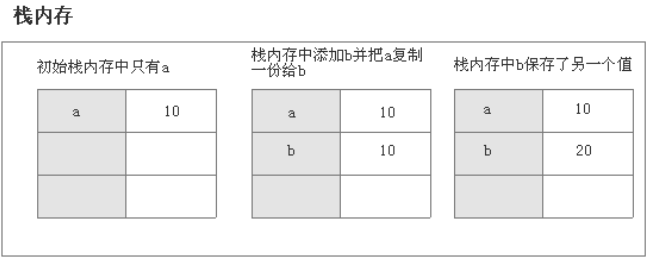 栈内存
初始栈内存中只有a
a 10
栈内存中添加b并把a复制
一份给b
a 10
b 10
栈内存中b保存了另一个值
a 10
b 20